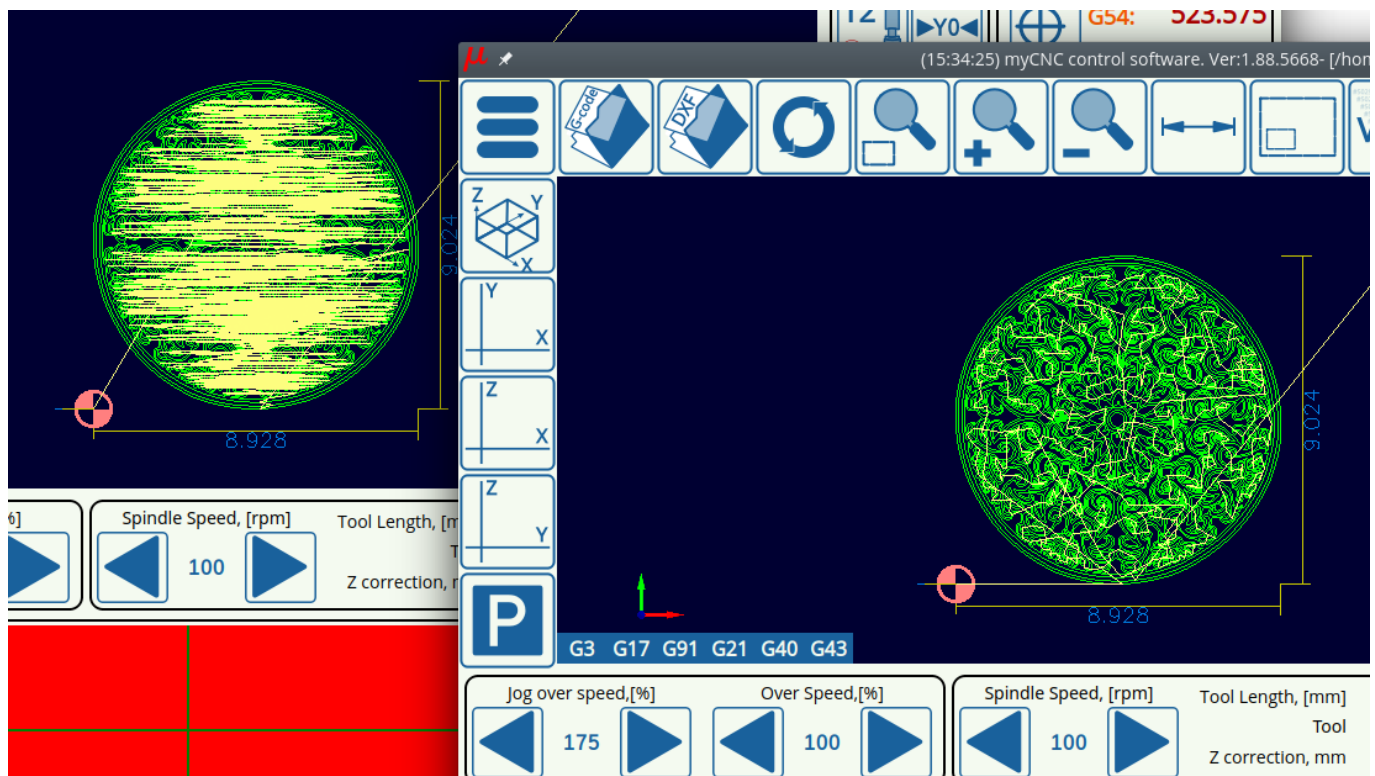 ►Y0◄
G54: 523.575
µ
(15:34:25) myCNC control software. Ver:1.88.5668- [/hon
G-code
DXF
Z
Y
X
Y
X
Z
X
Z
Y
P
9.024
8.928
9.024
8.928
G3 G17 G91 G21 G40 G43
%]
Spindle Speed, [rpm]
100
Tool Length, [m
T
Z correction, r
Jog over speed,[%]
175
Over Speed,[%]
100
Spindle Speed, [rpm]
100
Tool Length, [mm]
Tool
Z correction, mm